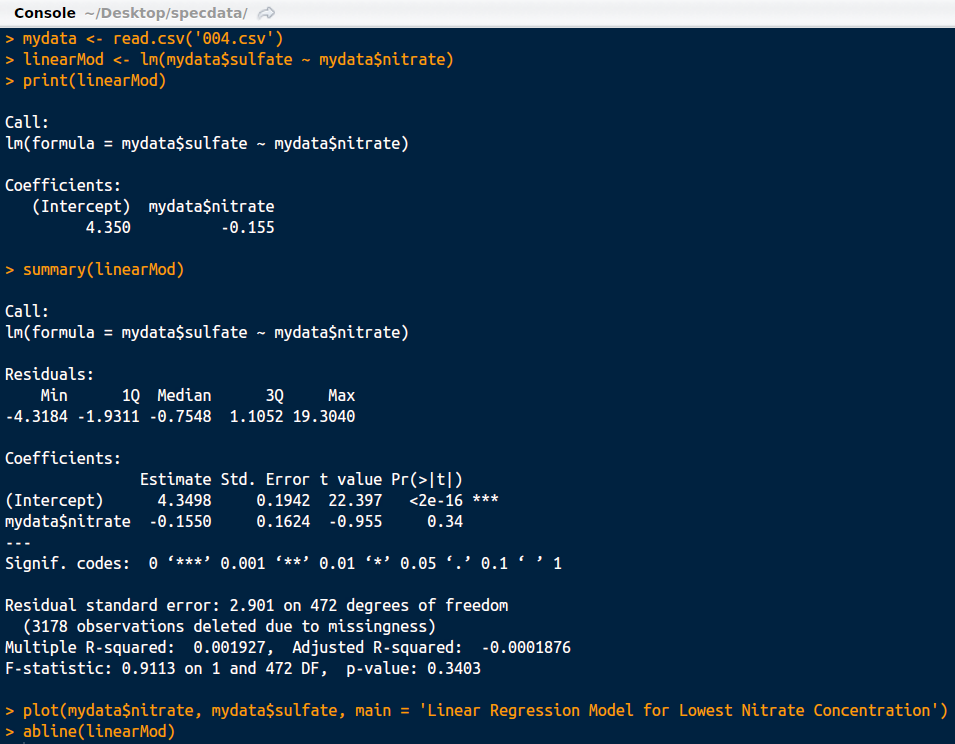 Console ~/Desktop/specdata/
> mydata <- read.csv('004.csv')
> linearMod <- lm(mydata$sulfate ~ mydata$nitrate)
> print(linearMod)
Call:
lm(formula = mydata$sulfate ~ mydata$nitrate)
Coefficients:
   (Intercept)  mydata$nitrate
         4.350          -0.155
> summary(linearMod)
Call:
lm(formula = mydata$sulfate ~ mydata$nitrate)
Residuals:
    Min      1Q  Median      3Q     Max
-4.3184 -1.9311 -0.7548  1.1052 19.3040
Coefficients:
               Estimate Std. Error t value Pr(>|t|)
(Intercept)      4.3498     0.1942  22.397   <2e-16 ***
mydata$nitrate  -0.1550     0.1624  -0.955     0.34
---
Signif. codes:  0 ‘***’ 0.001 ‘**’ 0.01 ‘*’ 0.05 ‘.’ 0.1 ‘ ’ 1
Residual standard error: 2.901 on 472 degrees of freedom
  (3178 observations deleted due to missingness)
Multiple R-squared:  0.001927,  Adjusted R-squared:  -0.0001876
F-statistic: 0.9113 on 1 and 472 DF,  p-value: 0.3403
> plot(mydata$nitrate, mydata$sulfate, main = 'Linear Regression Model for Lowest Nitrate Concentration')
> abline(linearMod)